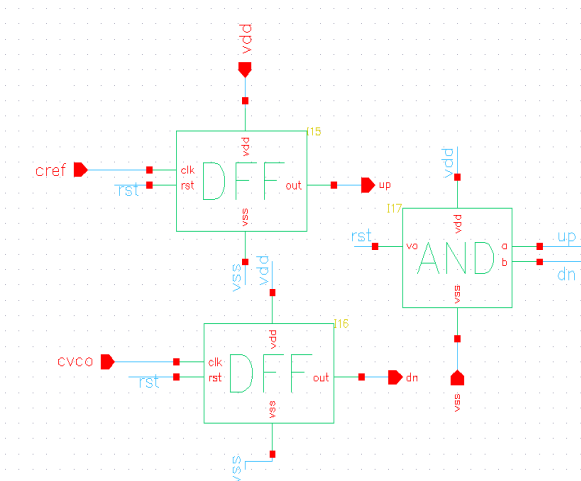 vdd
I15
vdd
cref
clk
DFF
rst
rst
out
up
vss
vss
vdd
vdd
I17
vdd
rst
vo
AND
a
up
b
dn
vss
vss
I16
vdd
cvco
clk
DFF
rst
rst
out
dn
vss
vss